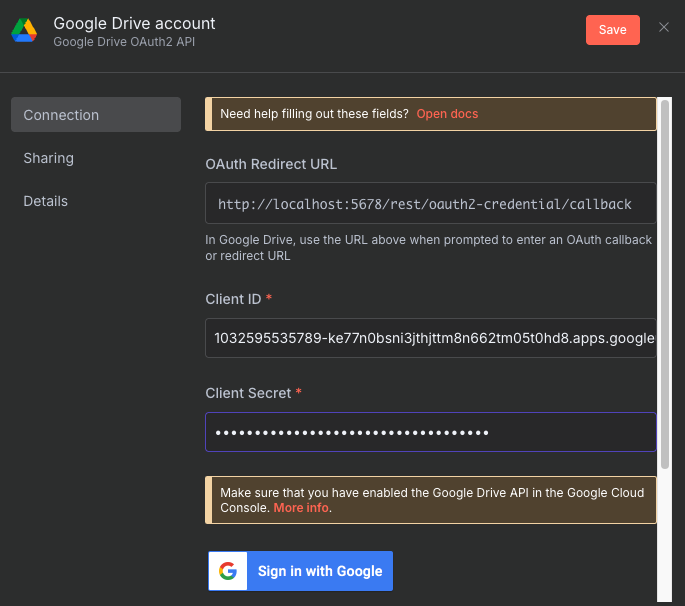 Google Drive account
Google Drive OAuth2 API
Save
Connection
Sharing
Details
Need help filling out these fields? Open docs
OAuth Redirect URL
http://localhost:5678/rest/oauth2-credential/callback
In Google Drive, use the URL above when prompted to enter an OAuth callback
or redirect URL
Client ID *
1032595535789-ke77n0bsni3jthjttm8n662tm05t0hd8.apps.google
Client Secret *
••••••••••••••••••••••••••••••••••​
Make sure that you have enabled the Google Drive API in the Google Cloud
Console. More info.
Sign in with Google